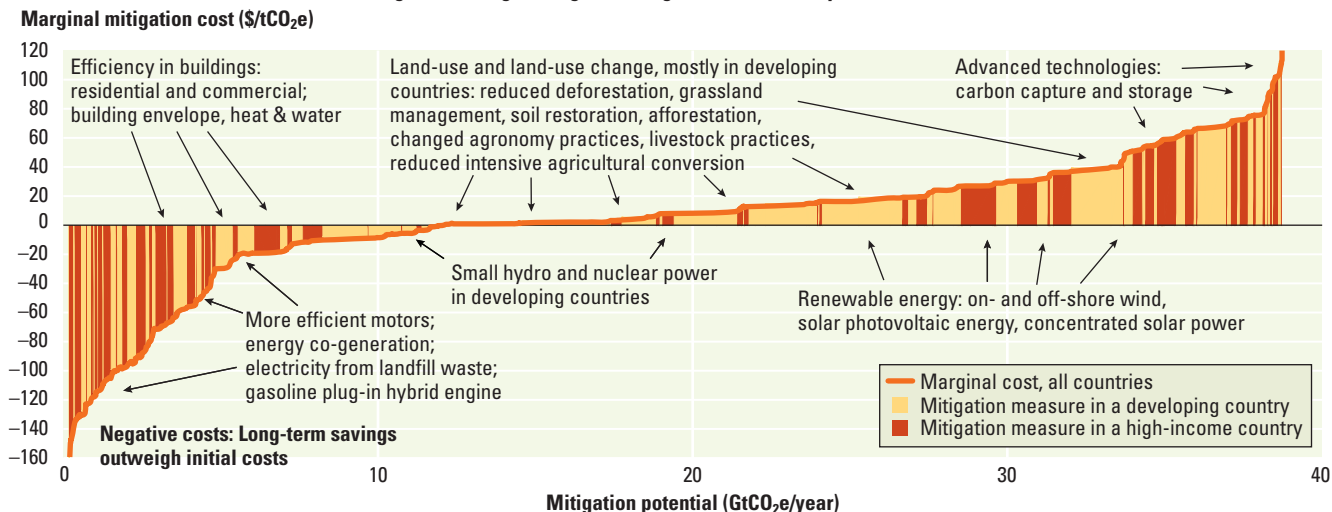 Marginal mitigation cost ($/tCO₂e)
120
100
80
60
40
20
0
–20
–40
–60
–80
–100
–120
–140
–160
Efficiency in buildings:
residential and commercial;
building envelope, heat & water
Land-use and land-use change, mostly in developing
countries: reduced deforestation, grassland
management, soil restoration, afforestation,
changed agronomy practices, livestock practices,
reduced intensive agricultural conversion
Advanced technologies:
carbon capture and storage
Small hydro and nuclear power
in developing countries
Renewable energy: on- and off-shore wind,
solar photovoltaic energy, concentrated solar power
More efficient motors;
energy co-generation;
electricity from landfill waste;
gasoline plug-in hybrid engine
Negative costs: Long-term savings
outweigh initial costs
Marginal cost, all countries
Mitigation measure in a developing country
Mitigation measure in a high-income country
0 10 20 30 40
Mitigation potential (GtCO₂e/year)